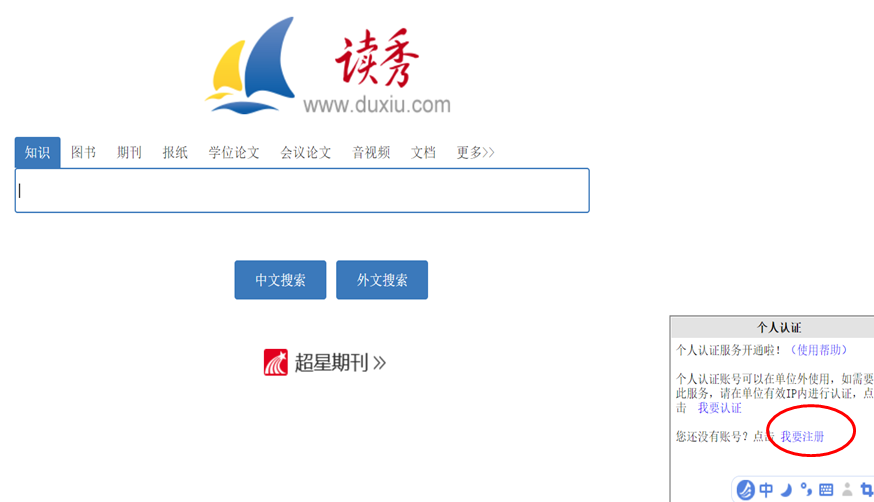 读秀
www.duxiu.com
知识 图书 期刊 报纸 学位论文 会议论文 音视频 文档 更多>>
中文搜索 外文搜索
超星期刊 >>
个人认证
个人认证服务开通啦！（使用帮助）
个人认证账号可以在单位外使用，如需要
此服务，请在单位有效IP内进行认证，点
击 我要认证
您还没有账号？点击 我要注册
中